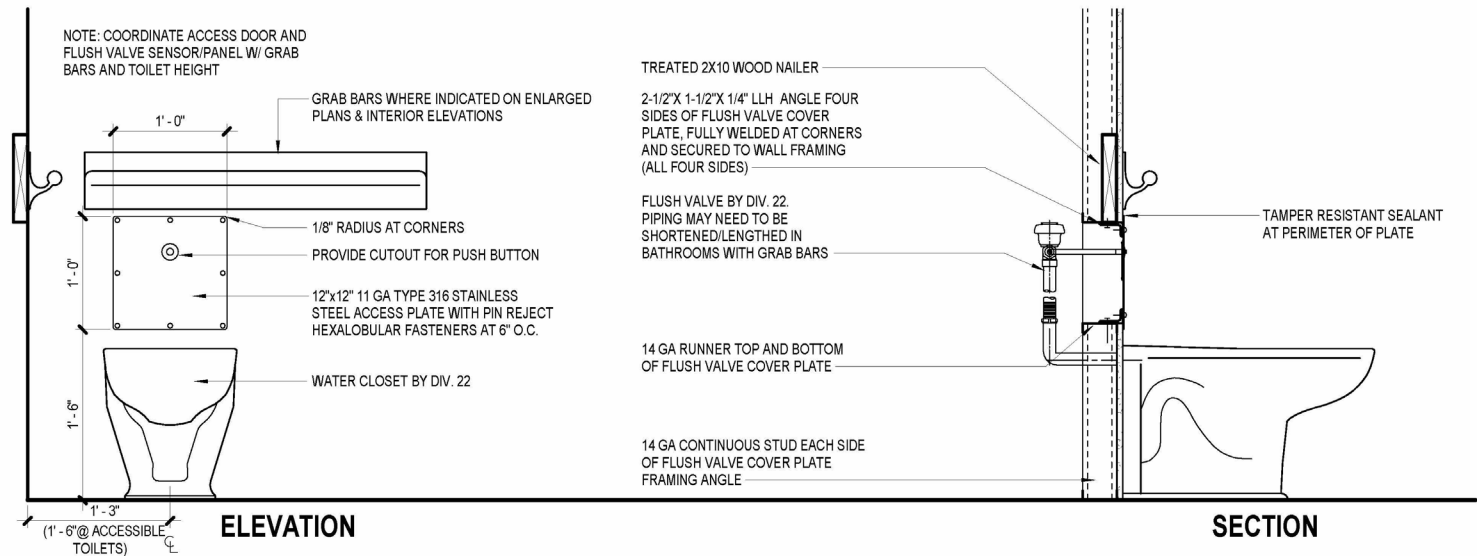 NOTE: COORDINATE ACCESS DOOR AND
FLUSH VALVE SENSOR/PANEL W/ GRAB
BARS AND TOILET HEIGHT
GRAB BARS WHERE INDICATED ON ENLARGED
PLANS & INTERIOR ELEVATIONS
1' - 0"
1/8" RADIUS AT CORNERS
PROVIDE CUTOUT FOR PUSH BUTTON
1' - 0"
12"x12" 11 GA TYPE 316 STAINLESS
STEEL ACCESS PLATE WITH PIN REJECT
HEXALOBULAR FASTENERS AT 6" O.C.
WATER CLOSET BY DIV. 22
1' - 6"
1' - 3"
(1' - 6"@ ACCESSIBLE
TOILETS)
CL
ELEVATION
TREATED 2X10 WOOD NAILER
2-1/2"X 1-1/2"X 1/4" LLH ANGLE FOUR
SIDES OF FLUSH VALVE COVER
PLATE, FULLY WELDED AT CORNERS
AND SECURED TO WALL FRAMING
(ALL FOUR SIDES)
FLUSH VALVE BY DIV. 22.
PIPING MAY NEED TO BE
SHORTENED/LENGTHED IN
BATHROOMS WITH GRAB BARS
14 GA RUNNER TOP AND BOTTOM
OF FLUSH VALVE COVER PLATE
14 GA CONTINUOUS STUD EACH SIDE
OF FLUSH VALVE COVER PLATE
FRAMING ANGLE
TAMPER RESISTANT SEALANT
AT PERIMETER OF PLATE
SECTION